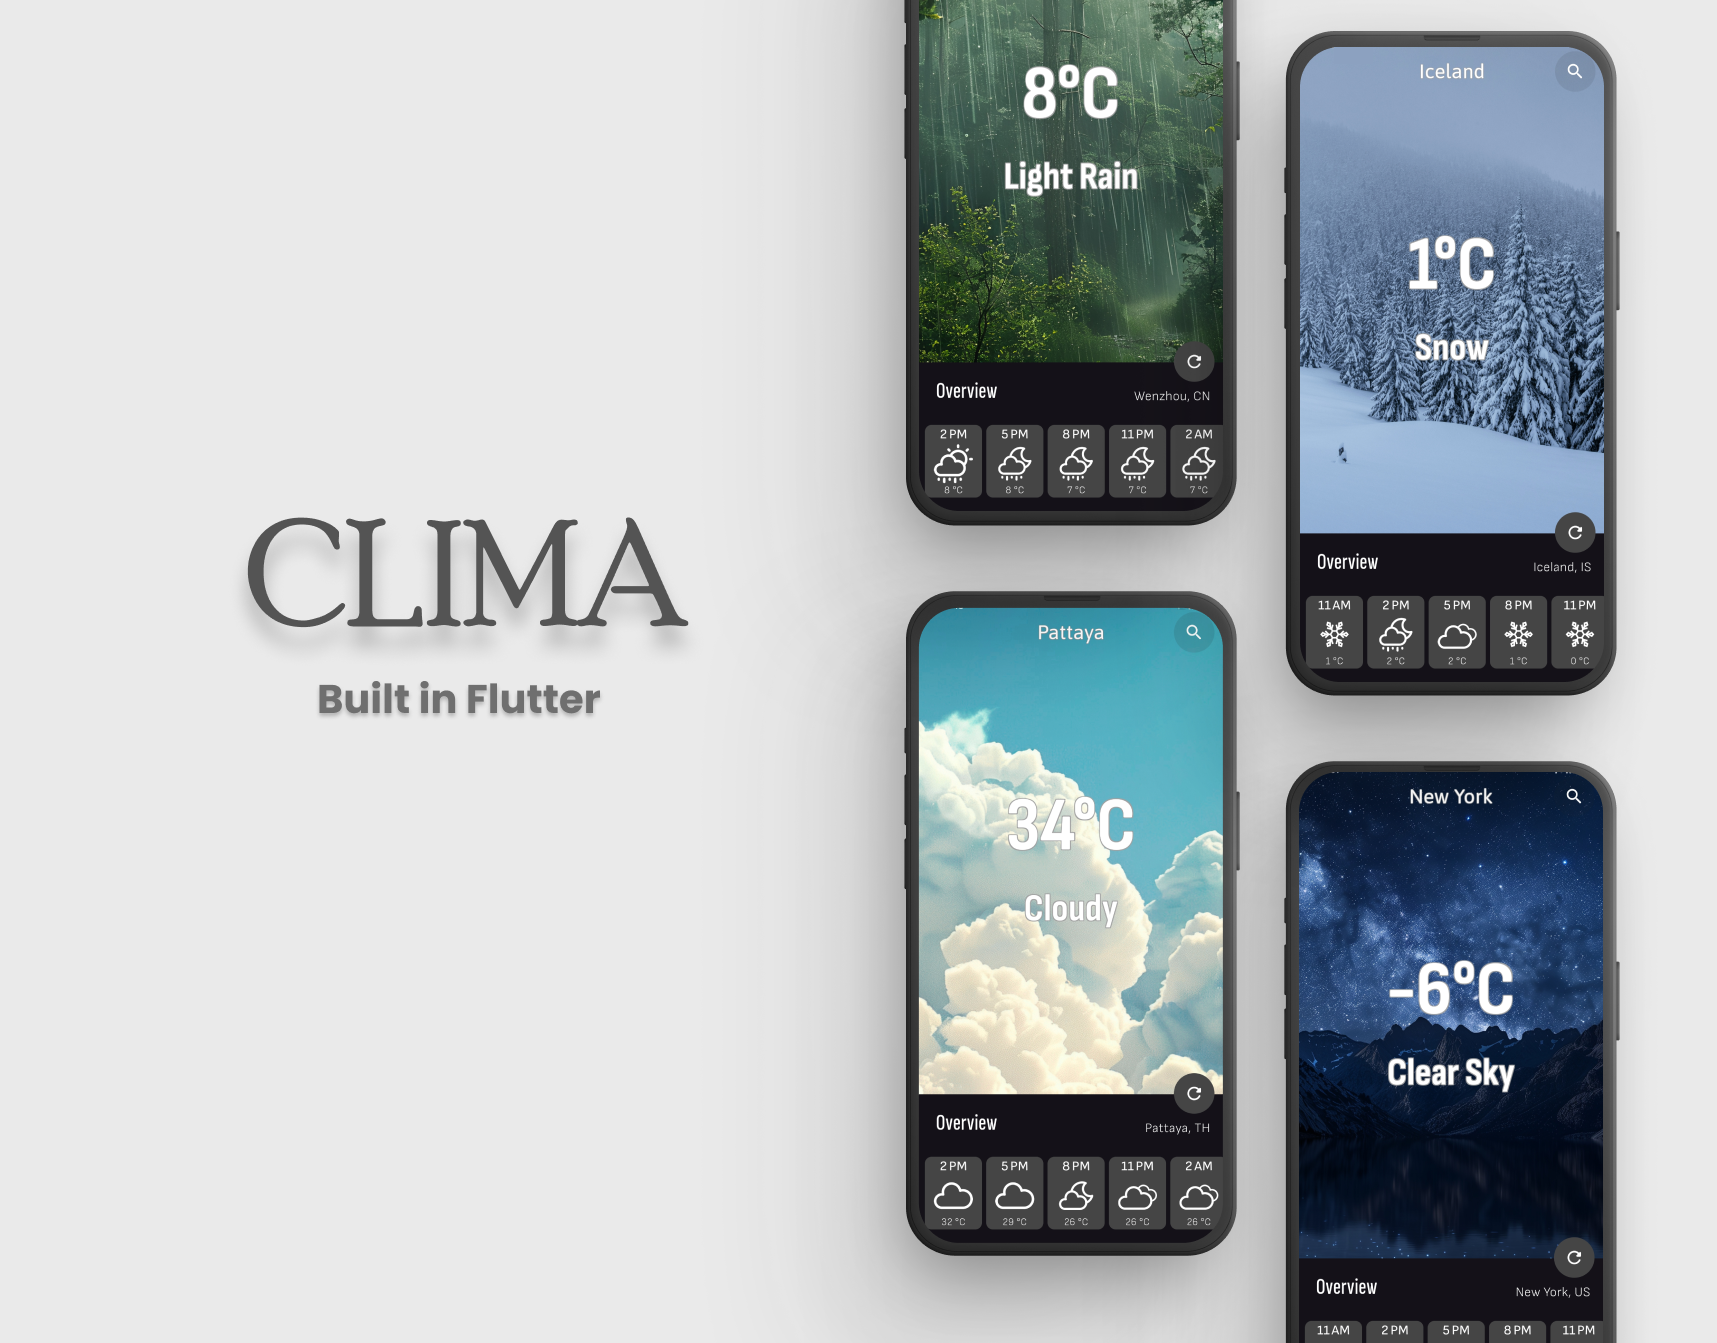 CLIMA
Built in Flutter
8°C
Light Rain
Overview
Wenzhou, CN
2 PM 5 PM 8 PM 11 PM 2 AM
8 °C 8 °C 7 °C 7 °C 7 °C
Iceland
1°C
Snow
Overview
Iceland, IS
11 AM 2 PM 5 PM 8 PM 11 PM
1 °C 2 °C 2 °C 1 °C 0 °C
Pattaya
34°C
Cloudy
Overview
Pattaya, TH
2 PM 5 PM 8 PM 11 PM 2 AM
32 °C 29 °C 26 °C 26 °C 26 °C
New York
-6°C
Clear Sky
Overview
New York, US
11 AM 2 PM 5 PM 8 PM 11 PM